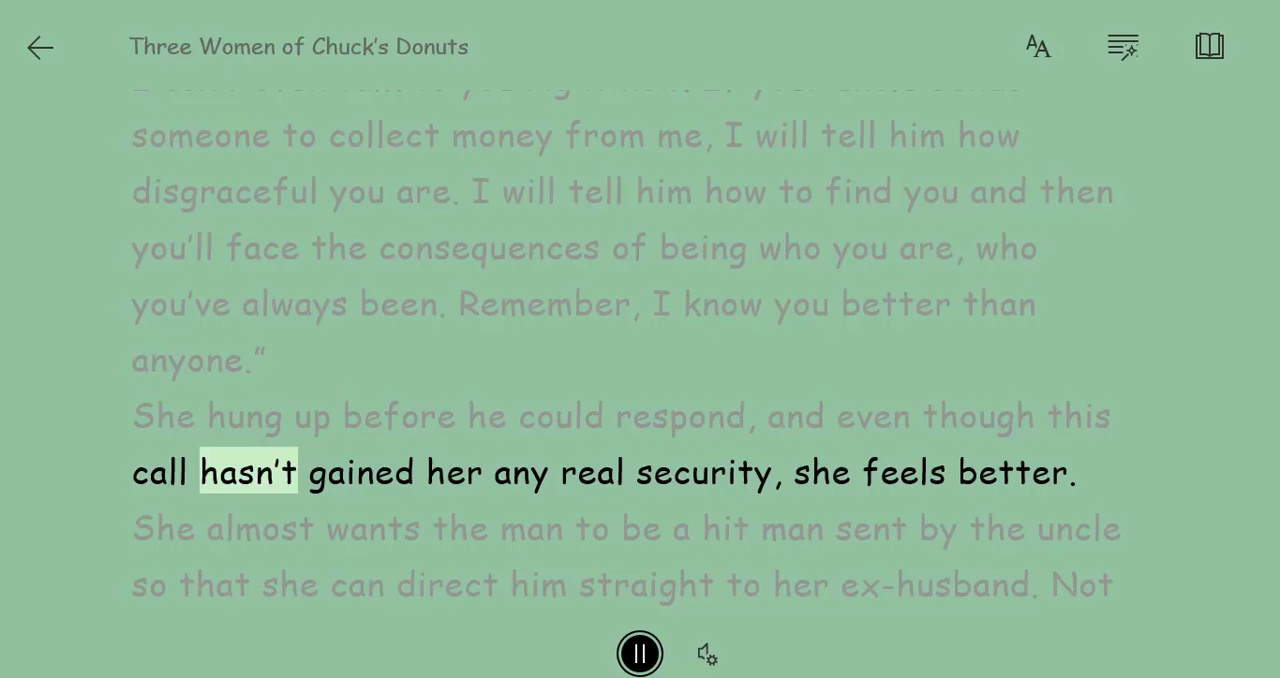 Three Women of Chuck's Donuts
AA
someone to collect money from me, I will tell him how
disgraceful you are. I will tell him how to find you and then
you'll face the consequences of being who you are, who
you've always been. Remember, I know you better than
anyone."
She hung up before he could respond, and even though this
call hasn't gained her any real security, she feels better.
She almost wants the man to be a hit man sent by the uncle
so that she can direct him straight to her ex-husband. Not